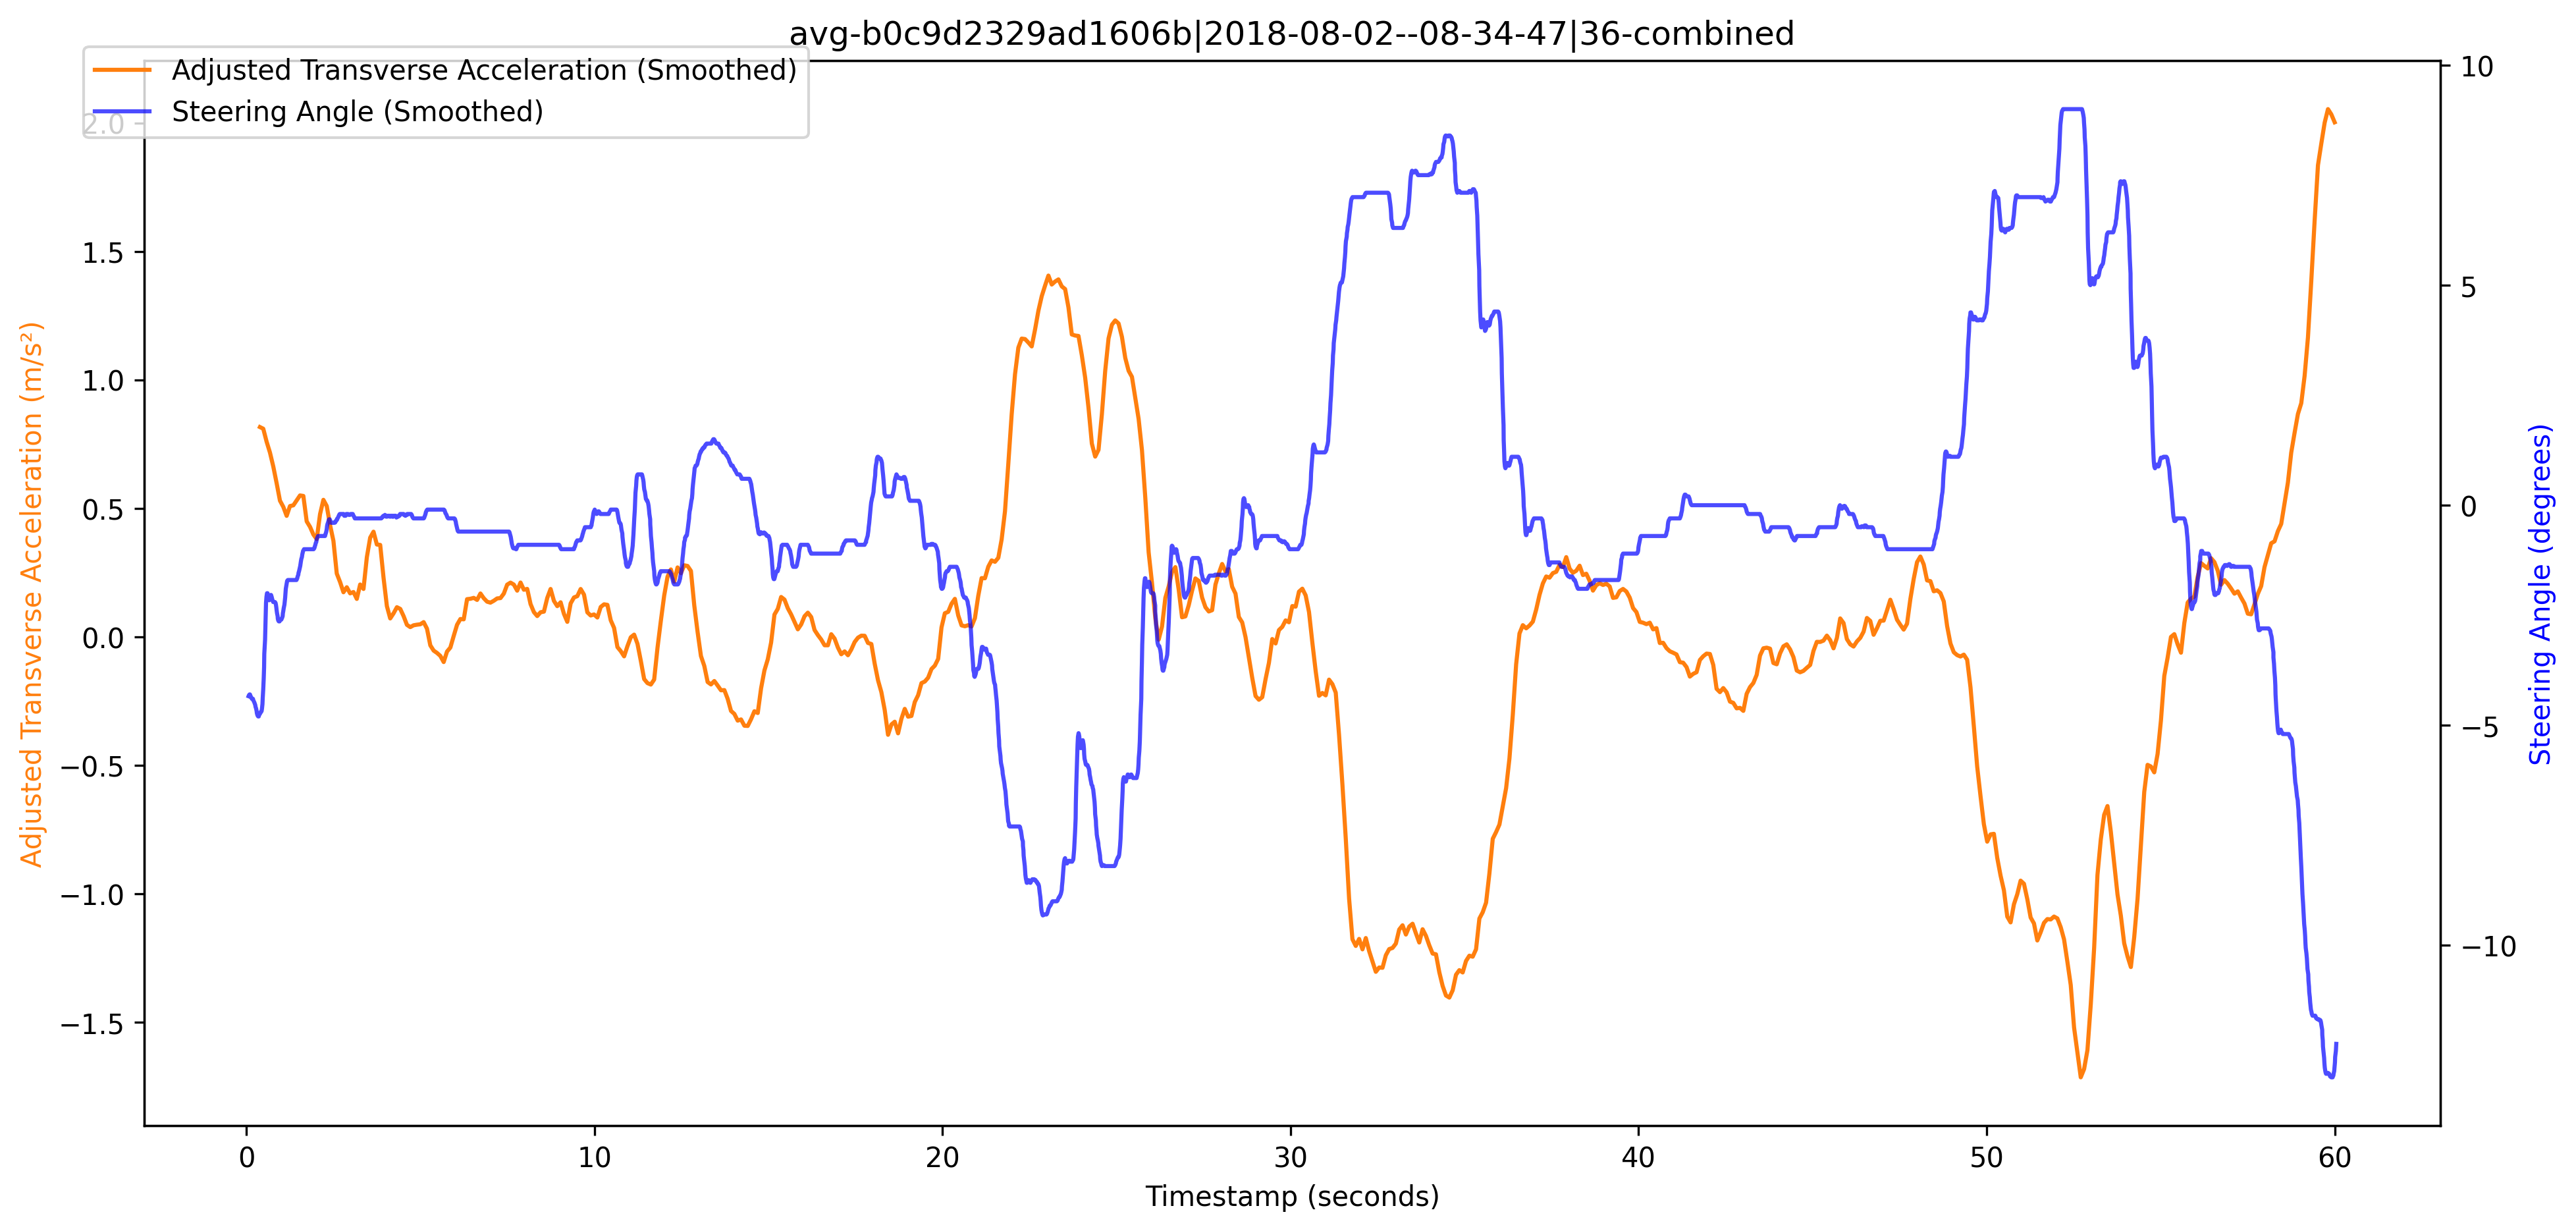 avg-b0c9d2329ad1606b|2018-08-02--08-34-47|36-combined
Adjusted Transverse Acceleration (Smoothed)
Steering Angle (Smoothed)
Adjusted Transverse Acceleration (m/s²)
2.0
1.5
1.0
0.5
0.0
−0.5
−1.0
−1.5
10
5
0
−5
−10
Steering Angle (degrees)
0 10 20 30 40 50 60
Timestamp (seconds)